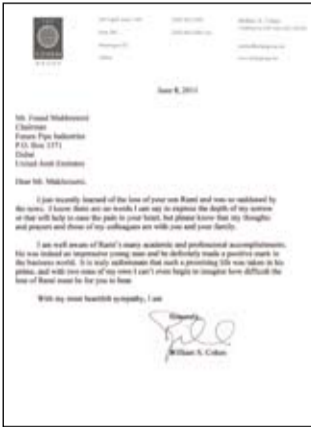 THE
COHEN
GROUP
William S. Cohen
June 8, 2011
Mr. Fouad Makhzoumi
Chairman
Future Pipe Industries
P.O. Box 1371
Dubai
United Arab Emirates
Dear Mr. Makhzoumi,
I just recently learned of the loss of your son Rami and was so saddened by
the news. I know there are no words I can say to express the depth of my sorrow
or that will help to ease the pain in your heart, but please know that my thoughts
and prayers and those of my colleagues are with you and your family.
I am well aware of Rami's many academic and professional accomplishments.
He was indeed an impressive young man and he definitely made a positive mark in
the business world. It is truly unfortunate that such a promising life was taken in his
prime, and with two sons of my own I can't even begin to imagine how difficult the
loss of Rami must be for you to bear.
With my most heartfelt sympathy, I am
Sincerely,
William S. Cohen